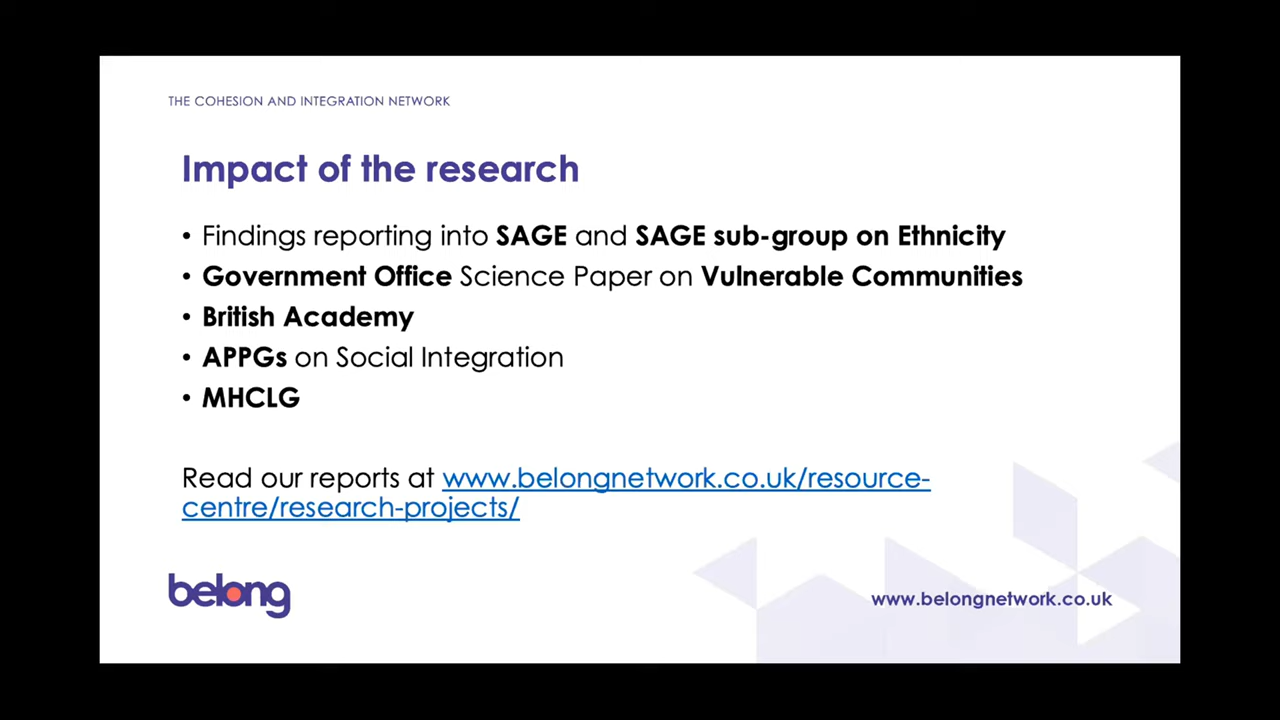 THE COHESION AND INTEGRATION NETWORK
Impact of the research
• Findings reporting into SAGE and SAGE sub-group on Ethnicity
• Government Office Science Paper on Vulnerable Communities
• British Academy
• APPGs on Social Integration
• MHCLG
Read our reports at www.belongnetwork.co.uk/resource-
centre/research-projects/
belong
www.belongnetwork.co.uk